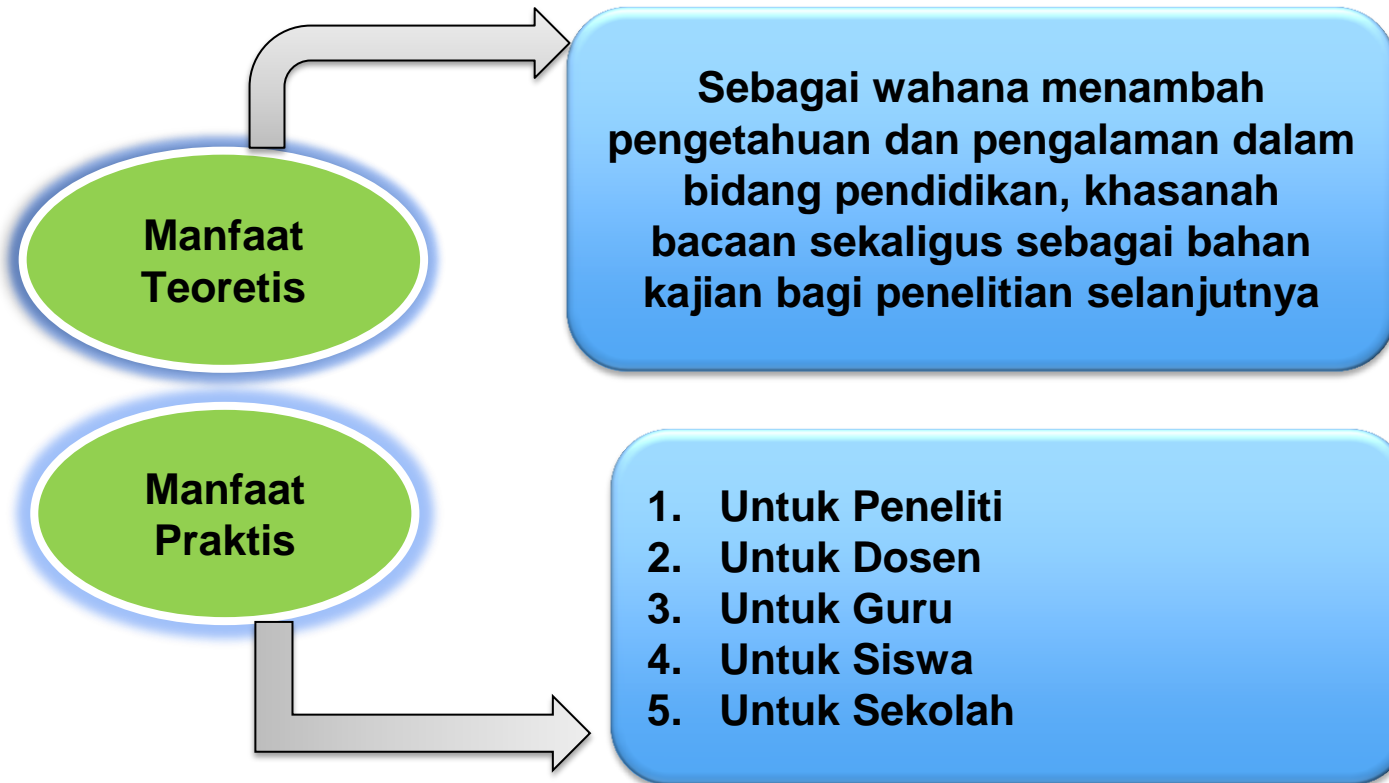 Manfaat
Teoretis
Sebagai wahana menambah
pengetahuan dan pengalaman dalam
bidang pendidikan, khasanah
bacaan sekaligus sebagai bahan
kajian bagi penelitian selanjutnya
Manfaat
Praktis
1. Untuk Peneliti
2. Untuk Dosen
3. Untuk Guru
4. Untuk Siswa
5. Untuk Sekolah